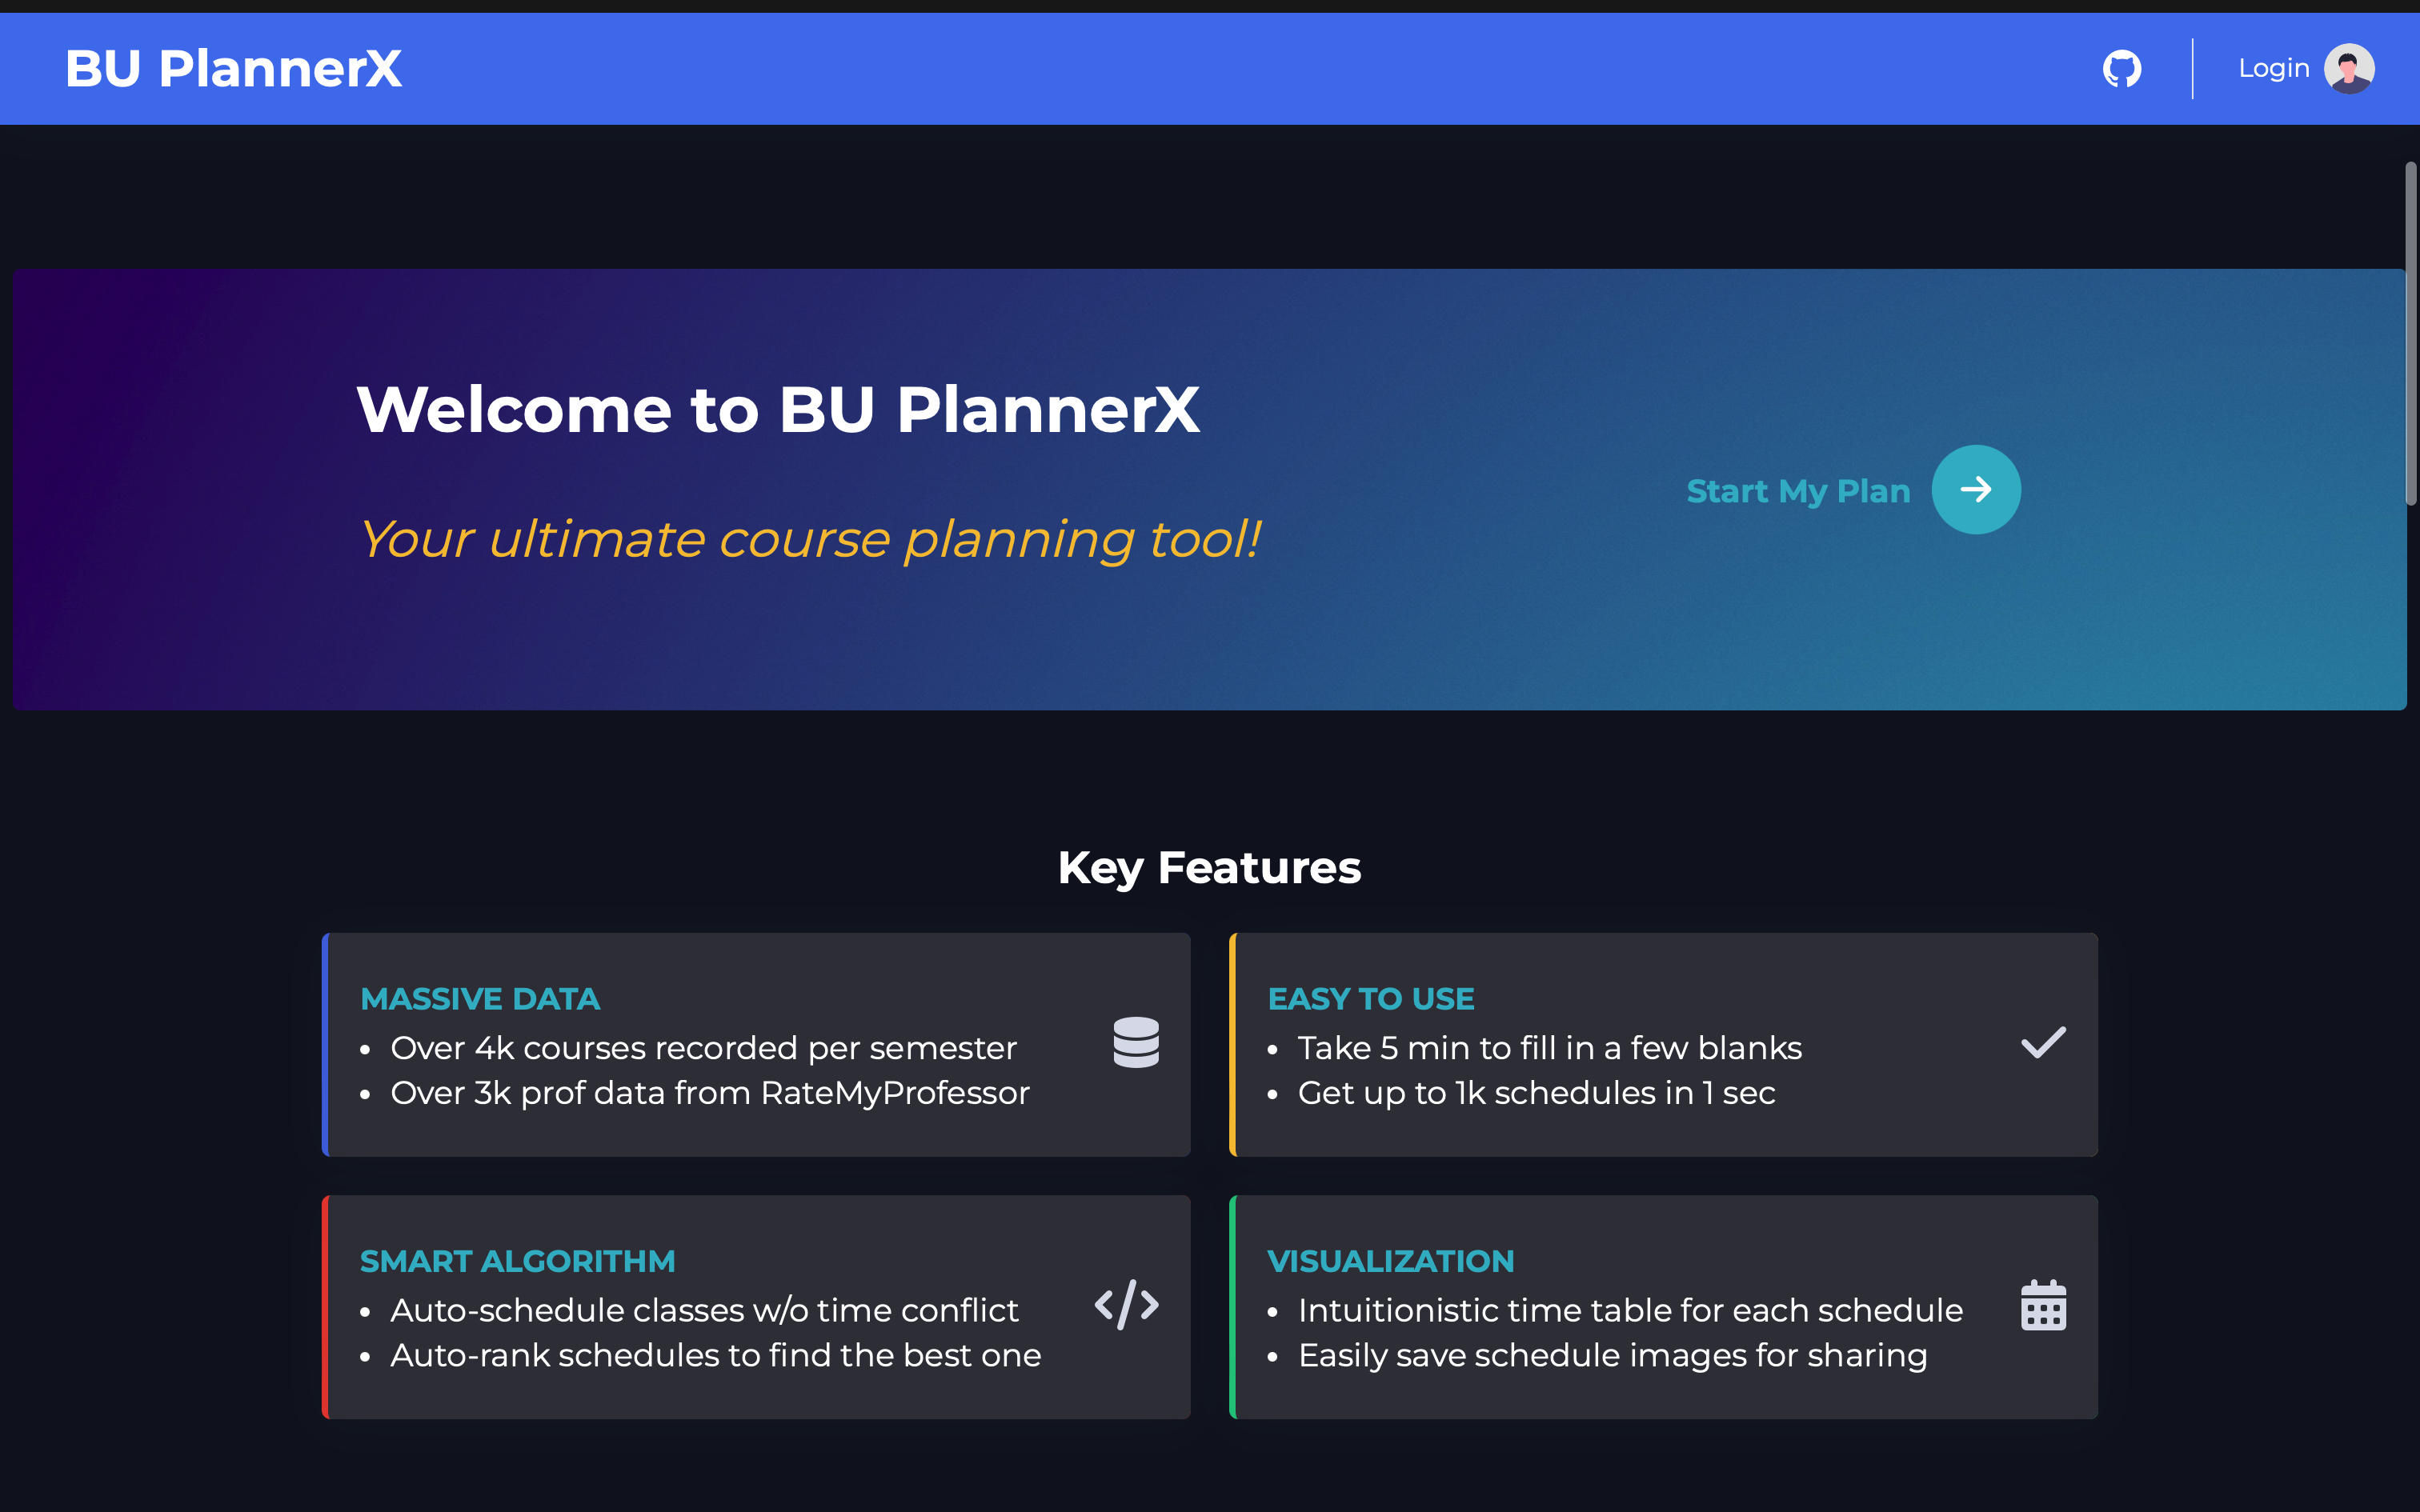 BU PlannerX
Login
Welcome to BU PlannerX
Your ultimate course planning tool!
Start My Plan
Key Features
MASSIVE DATA
• Over 4k courses recorded per semester
• Over 3k prof data from RateMyProfessor
EASY TO USE
• Take 5 min to fill in a few blanks
• Get up to 1k schedules in 1 sec
SMART ALGORITHM
• Auto-schedule classes w/o time conflict
• Auto-rank schedules to find the best one
VISUALIZATION
• Intuitionistic time table for each schedule
• Easily save schedule images for sharing